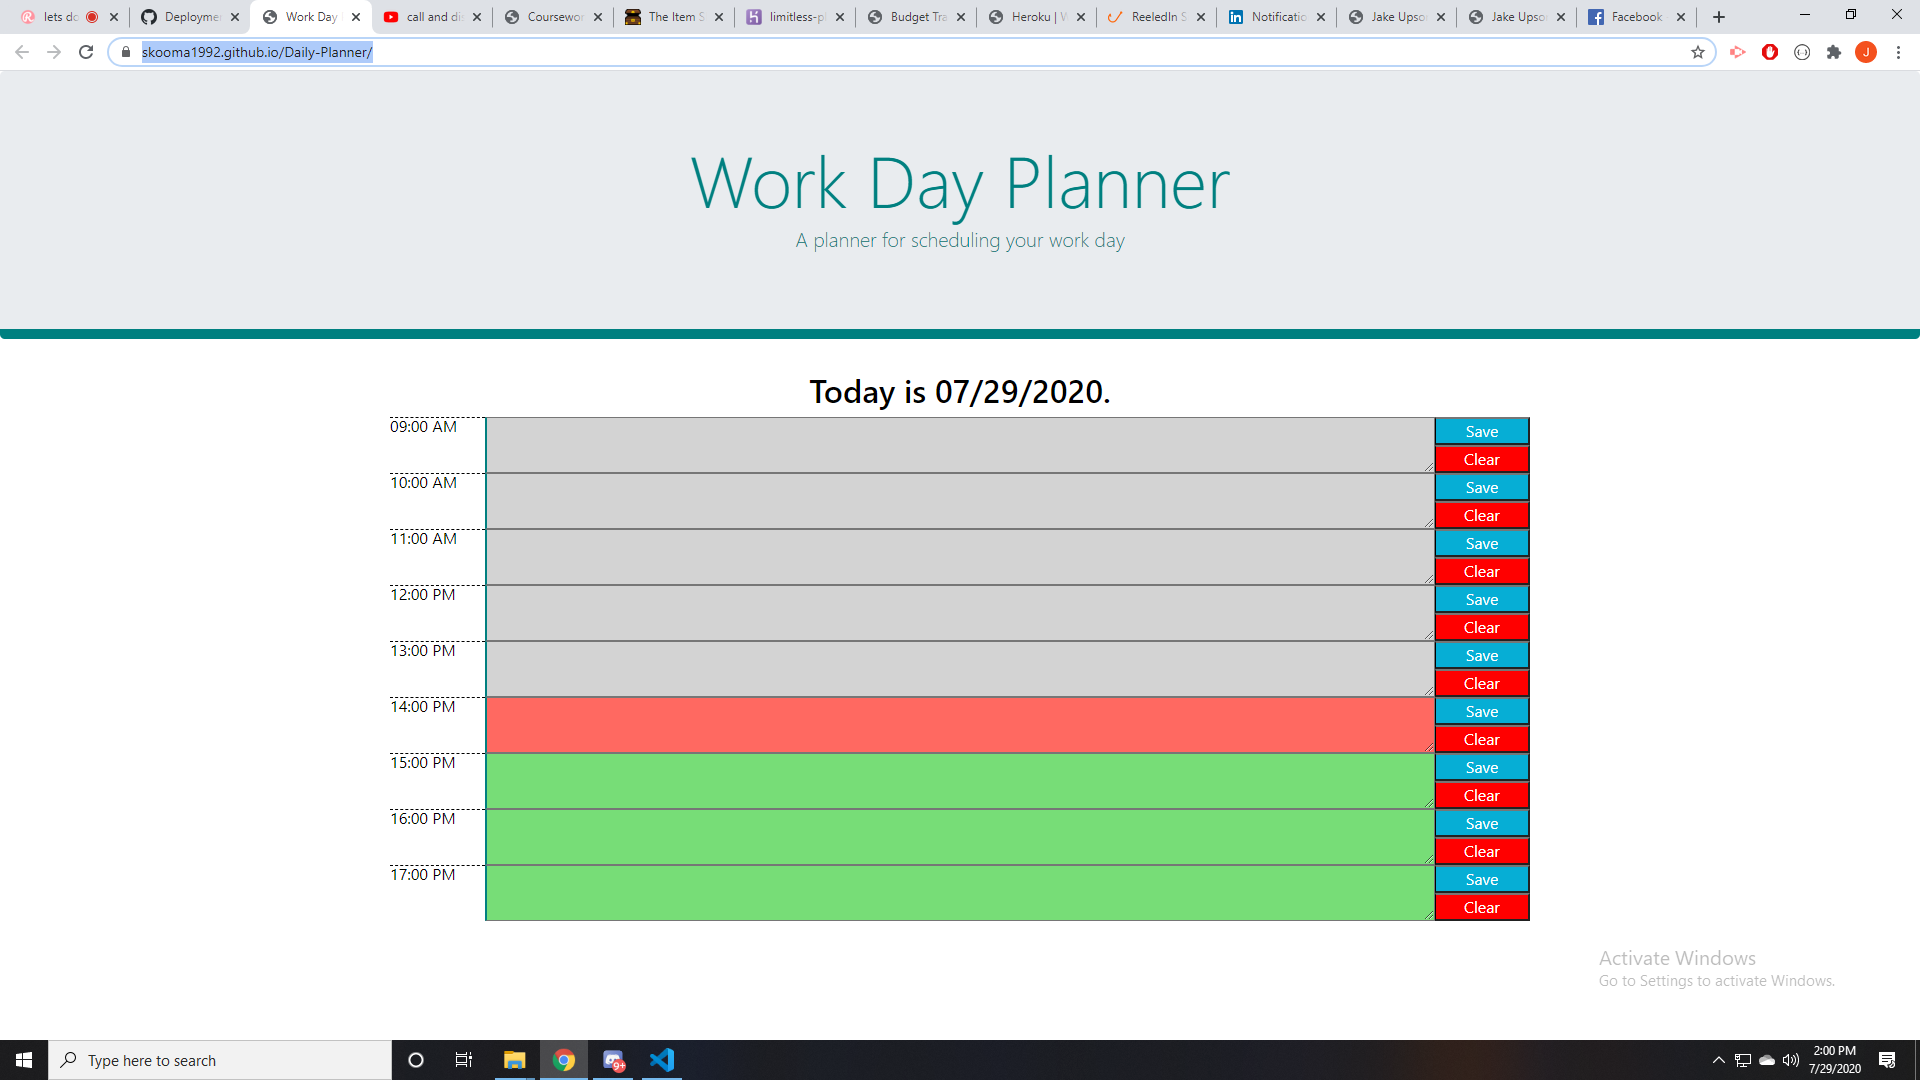 lets do
Deployme
Work Day
call and di
Coursewor
The Item S
limitless-p
Budget Tra
Heroku | W
ReeledIn S
Notificatio
Jake Upso
Jake Upso
Facebook
skooma1992.github.io/Daily-Planner/
J
Work Day Planner
A planner for scheduling your work day
Today is 07/29/2020.
09:00 AM
Save
Clear
10:00 AM
Save
Clear
11:00 AM
Save
Clear
12:00 PM
Save
Clear
13:00 PM
Save
Clear
14:00 PM
Save
Clear
15:00 PM
Save
Clear
16:00 PM
Save
Clear
17:00 PM
Save
Clear
Activate Windows
Go to Settings to activate Windows.
Type here to search
9+
2:00 PM
7/29/2020